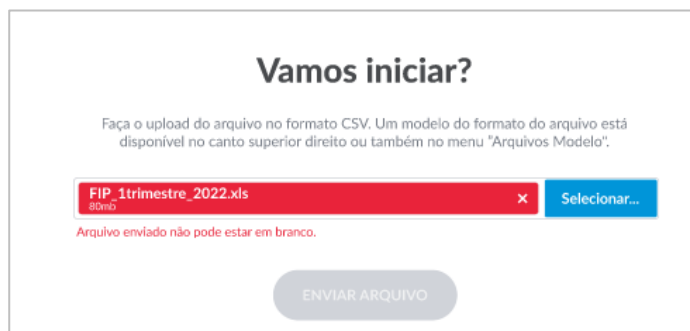 Vamos iniciar?
Faça o upload do arquivo no formato CSV. Um modelo do formato do arquivo está
disponível no canto superior direito ou também no menu "Arquivos Modelo".
FIP_1trimestre_2022.xls
80mb
× Selecionar...
Arquivo enviado não pode estar em branco.
ENVIAR ARQUIVO